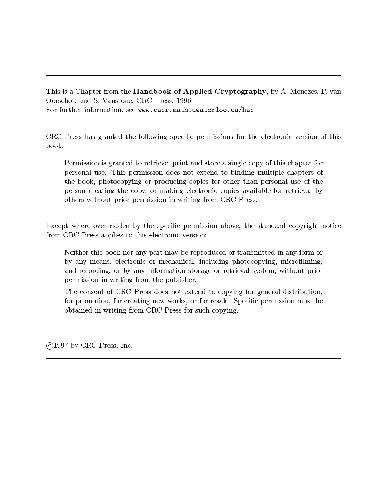 This is a Chapter from the Handbook of Applied Cryptography, by A. Menezes, P. van
Oorschot, and S. Vanstone, CRC Press, 1996.
For further information, see www.cacr.math.uwaterloo.ca/hac
CRC Press has granted the following specific permissions for the electronic version of this
book:
Permission is granted to retrieve, print and store a single copy of this chapter for
personal use. This permission does not extend to binding multiple chapters of
the book, photocopying or producing copies for other than personal use of the
person creating the copy, or making electronic copies available for retrieval by
others without prior permission in writing from CRC Press.
Except where over-ridden by the specific permission above, the standard copyright notice
from CRC Press applies to this electronic version:
Neither this book nor any part may be reproduced or transmitted in any form or
by any means, electronic or mechanical, including photocopying, microfilming,
and recording, or by any information storage or retrieval system, without prior
permission in writing from the publisher.
The consent of CRC Press does not extend to copying for general distribution,
for promotion, for creating new works, or for resale. Specific permission must be
obtained in writing from CRC Press for such copying.
©1997 by CRC Press, Inc.